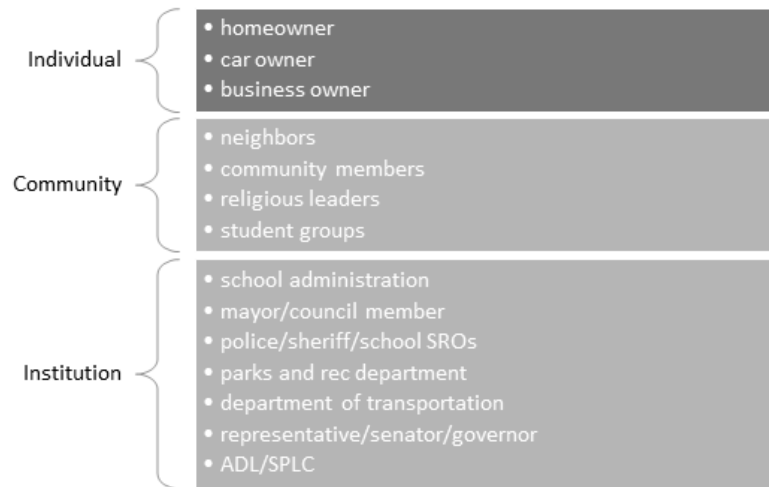 Individual
• homeowner
• car owner
• business owner
Community
• neighbors
• community members
• religious leaders
• student groups
Institution
• school administration
• mayor/council member
• police/sheriff/school SROs
• parks and rec department
• department of transportation
• representative/senator/governor
• ADL/SPLC